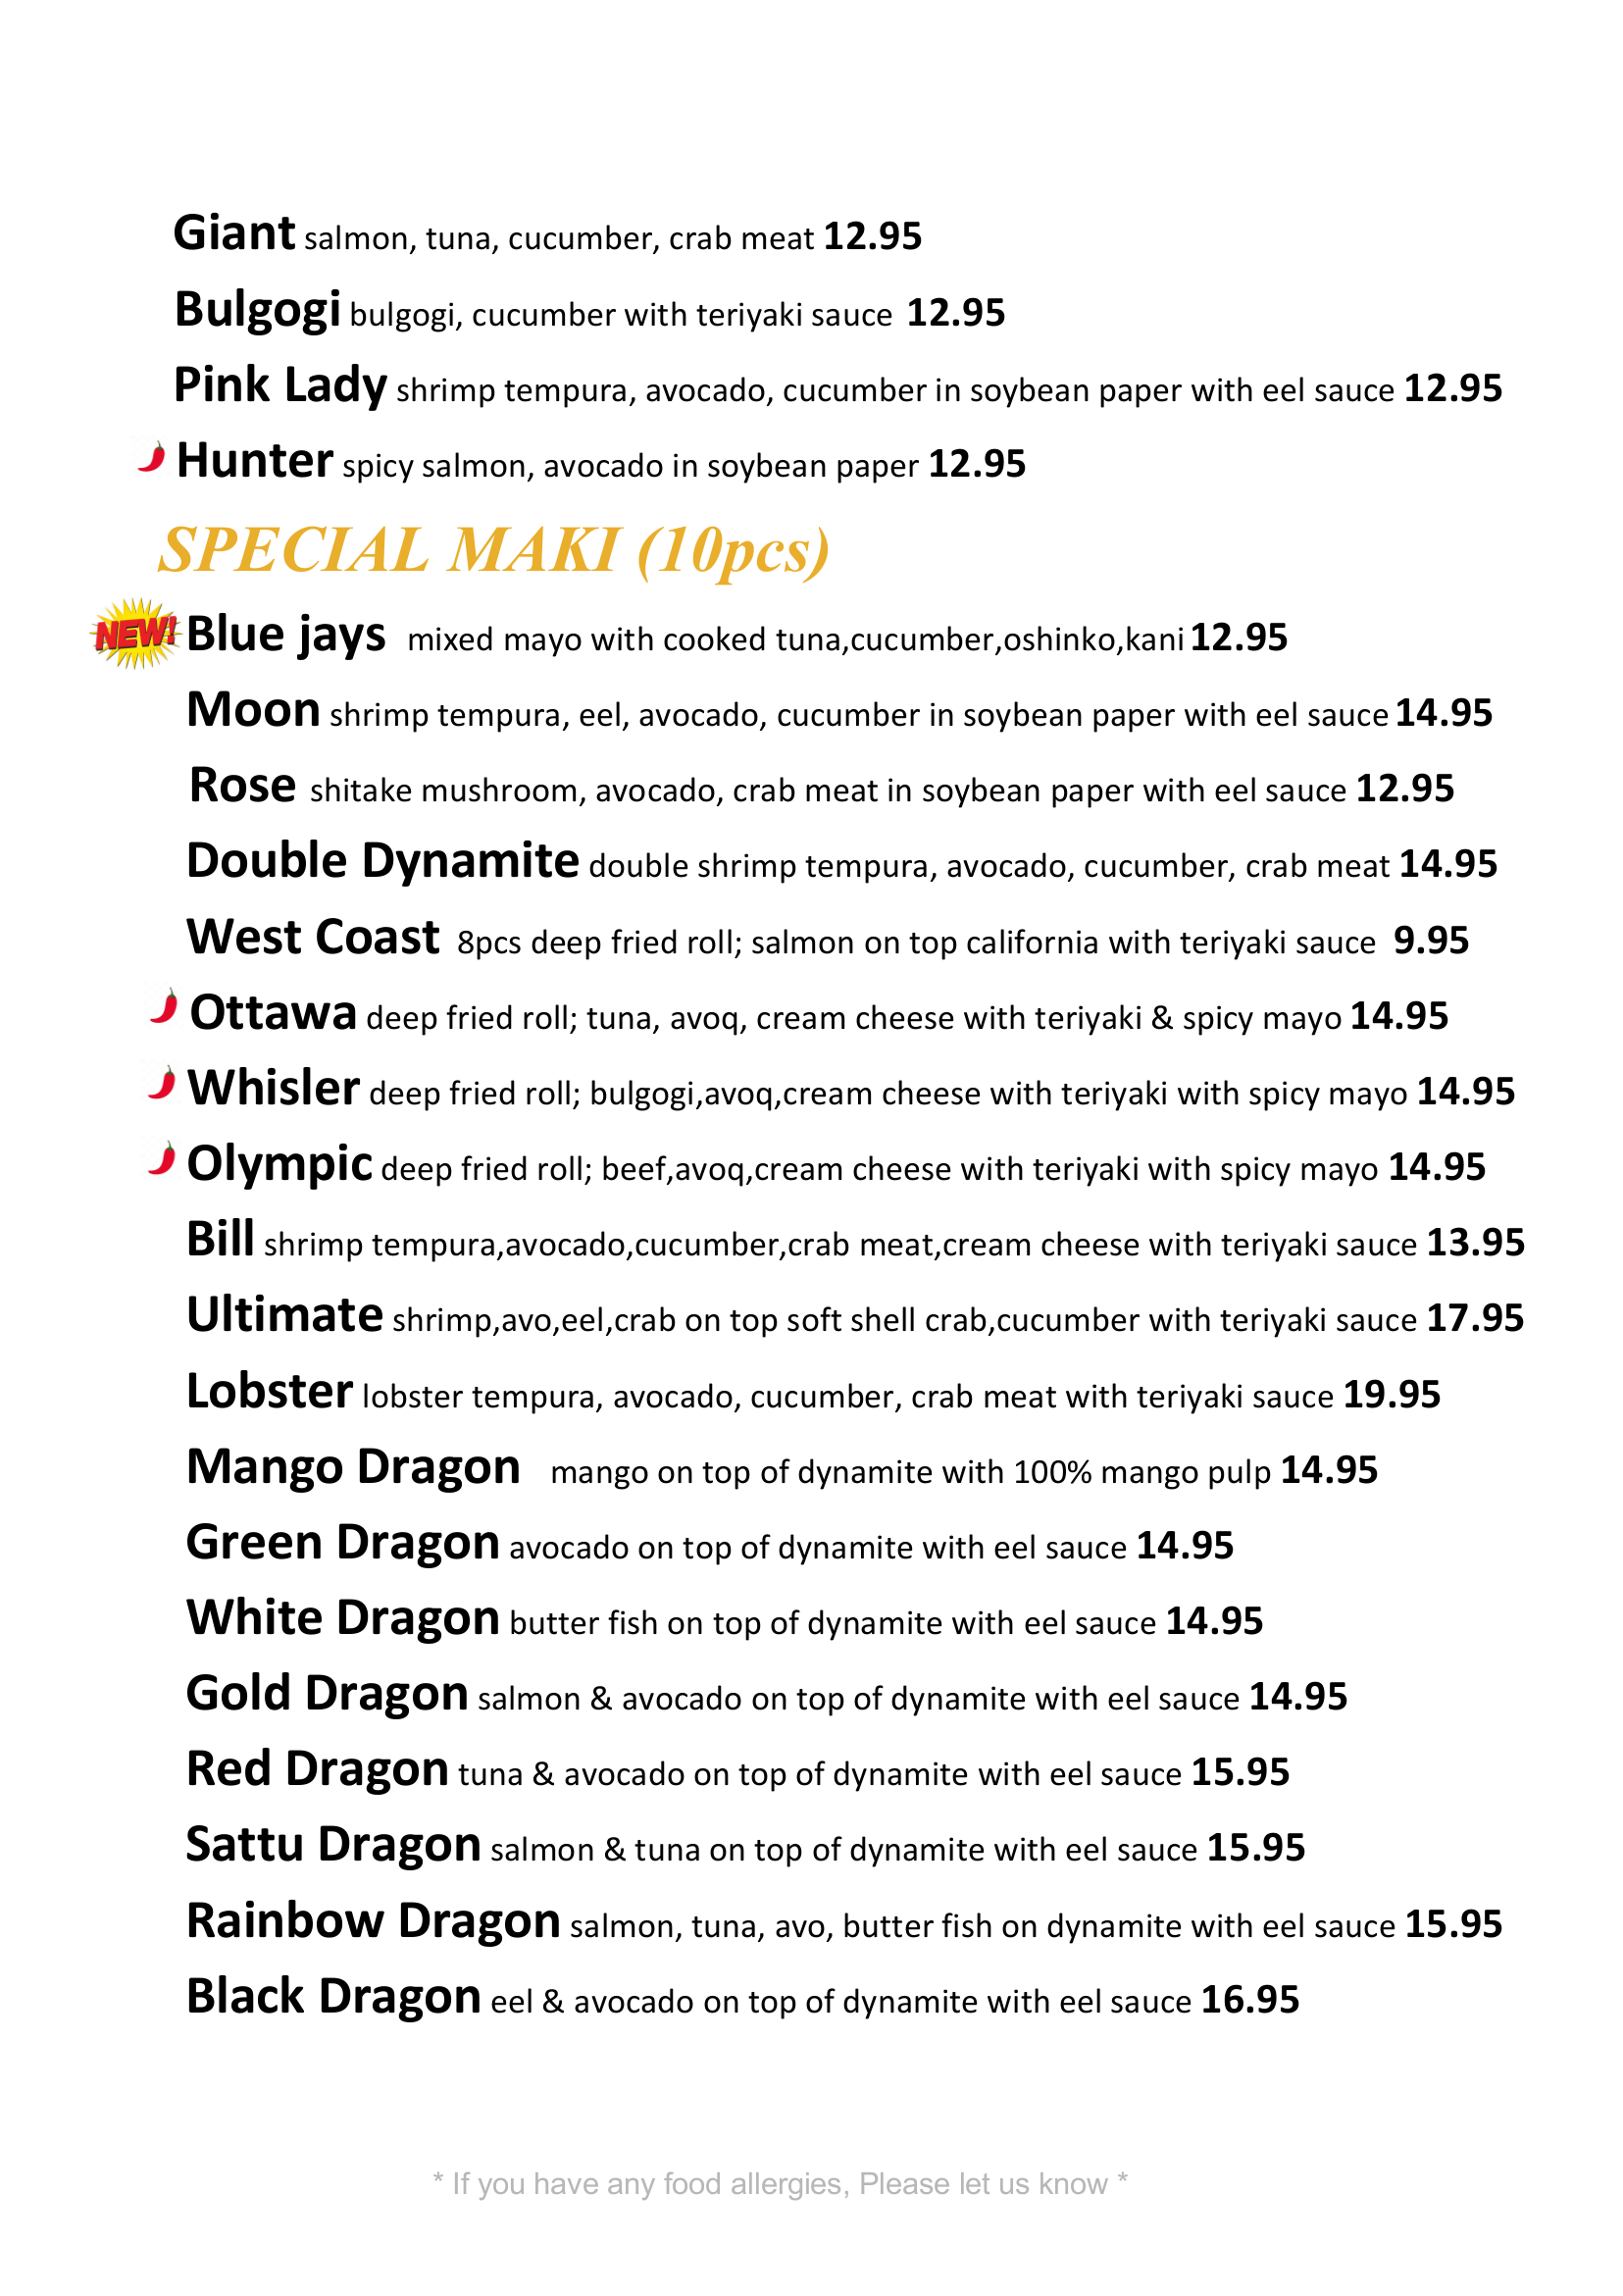 Giant salmon, tuna, cucumber, crab meat 12.95
Bulgogi bulgogi, cucumber with teriyaki sauce 12.95
Pink Lady shrimp tempura, avocado, cucumber in soybean paper with eel sauce 12.95
Hunter spicy salmon, avocado in soybean paper 12.95
SPECIAL MAKI (10pcs)
NEW! Blue jays mixed mayo with cooked tuna,cucumber,oshinko,kani 12.95
Moon shrimp tempura, eel, avocado, cucumber in soybean paper with eel sauce 14.95
Rose shitake mushroom, avocado, crab meat in soybean paper with eel sauce 12.95
Double Dynamite double shrimp tempura, avocado, cucumber, crab meat 14.95
West Coast 8pcs deep fried roll; salmon on top california with teriyaki sauce 9.95
Ottawa deep fried roll; tuna, avoq, cream cheese with teriyaki & spicy mayo 14.95
Whisler deep fried roll; bulgogi,avoq,cream cheese with teriyaki with spicy mayo 14.95
Olympic deep fried roll; beef,avoq,cream cheese with teriyaki with spicy mayo 14.95
Bill shrimp tempura,avocado,cucumber,crab meat,cream cheese with teriyaki sauce 13.95
Ultimate shrimp,avo,eel,crab on top soft shell crab,cucumber with teriyaki sauce 17.95
Lobster lobster tempura, avocado, cucumber, crab meat with teriyaki sauce 19.95
Mango Dragon mango on top of dynamite with 100% mango pulp 14.95
Green Dragon avocado on top of dynamite with eel sauce 14.95
White Dragon butter fish on top of dynamite with eel sauce 14.95
Gold Dragon salmon & avocado on top of dynamite with eel sauce 14.95
Red Dragon tuna & avocado on top of dynamite with eel sauce 15.95
Sattu Dragon salmon & tuna on top of dynamite with eel sauce 15.95
Rainbow Dragon salmon, tuna, avo, butter fish on dynamite with eel sauce 15.95
Black Dragon eel & avocado on top of dynamite with eel sauce 16.95
* If you have any food allergies, Please let us know *